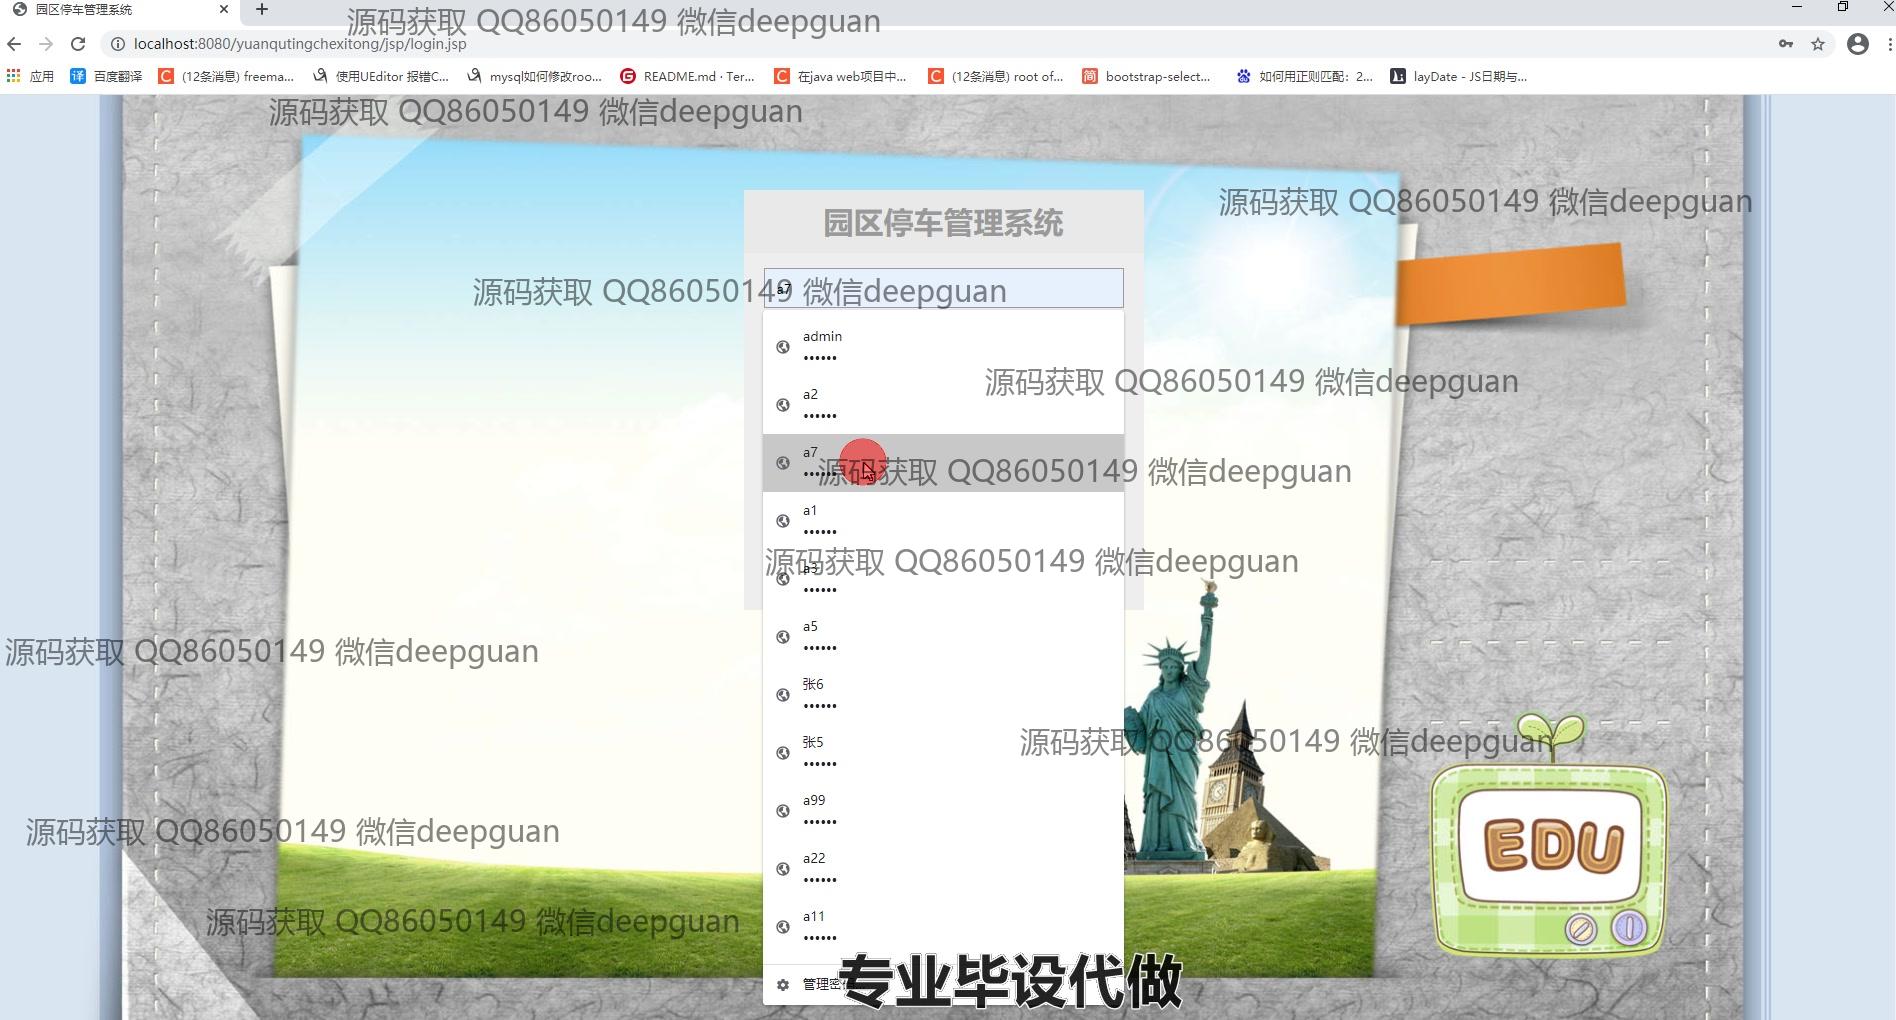 园区停车管理系统
源码获取 QQ86050149 微信deepguan
localhost:8080/yuanqutingchexitong/jsp/login.jsp
应用 百度翻译 (12条消息) freema... 使用UEditor 报错C... mysql如何修改roo... README.md · Ter... 在java web项目中... (12条消息) root of... bootstrap-select... 如何用正则匹配：2... layDate - JS日期与...
源码获取 QQ86050149 微信deepguan
源码获取 QQ86050149 微信deepguan
园区停车管理系统
a7
源码获取 QQ86050149 微信deepguan
admin
••••••
源码获取 QQ86050149 微信deepguan
a2
••••••
a7
••••••
源码获取 QQ86050149 微信deepguan
a1
••••••
源码获取 QQ86050149 微信deepguan
a3
••••••
a5
••••••
源码获取 QQ86050149 微信deepguan
张6
••••••
张5
••••••
源码获取 QQ86050149 微信deepguan
a99
••••••
源码获取 QQ86050149 微信deepguan
EDU
a22
••••••
a11
••••••
源码获取 QQ86050149 微信deepguan
管理密
专业毕设代做